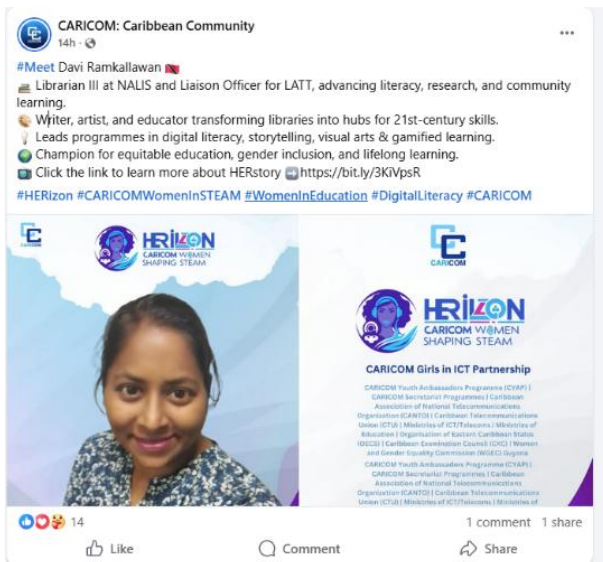 CARICOM: Caribbean Community
14h
#Meet Davi Ramkallawan
Librarian III at NALIS and Liaison Officer for LATT, advancing literacy, research, and community
learning.
Writer, artist, and educator transforming libraries into hubs for 21st-century skills.
Leads programmes in digital literacy, storytelling, visual arts & gamified learning.
Champion for equitable education, gender inclusion, and lifelong learning.
Click the link to learn more about HERstory https://bit.ly/3KiVpsR
#HERizon #CARICOMWomenInSTEAM #WomenInEducation #DigitalLiteracy #CARICOM
HERIZON
CARICOM WOMEN
SHAPING STEAM
CARICOM
HERIZON
CARICOM WOMEN
SHAPING STEAM
CARICOM Girls in ICT Partnership
CARICOM Youth Ambassadors Programme (CYAP) |
CARICOM Secretariat Programmes | Caribbean
Association of National Telecommunications
Organisation (CANTO) | Caribbean Telecommunications
Union (CTU) | Ministries of ICT/Telecoms | Ministries of
Education | Organisation of Eastern Caribbean Status
(OECS) | Caribbean Examination Council (CXC) | Women
and Gender Equality Commission (WGEC) Guyana
CARICOM Youth Ambassadors Programme (CYAP) |
CARICOM Secretariat Programmes | Caribbean
Association of National Telecommunications
Organisation (CANTO) | Caribbean Telecommunications
Union (CTU) | Ministries of ICT/Telecoms | Ministries of
14
1 comment 1 share
Like Comment Share